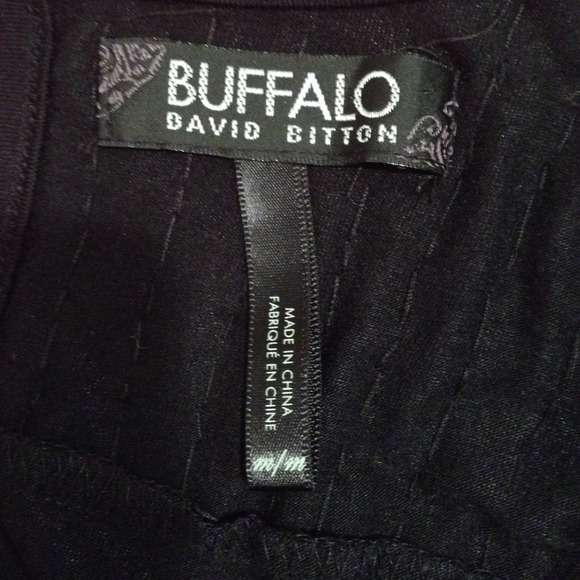 BUFFALO
DAVID BITTON
MADE IN CHINA
FABRIQUÉ EN CHINE
m/m